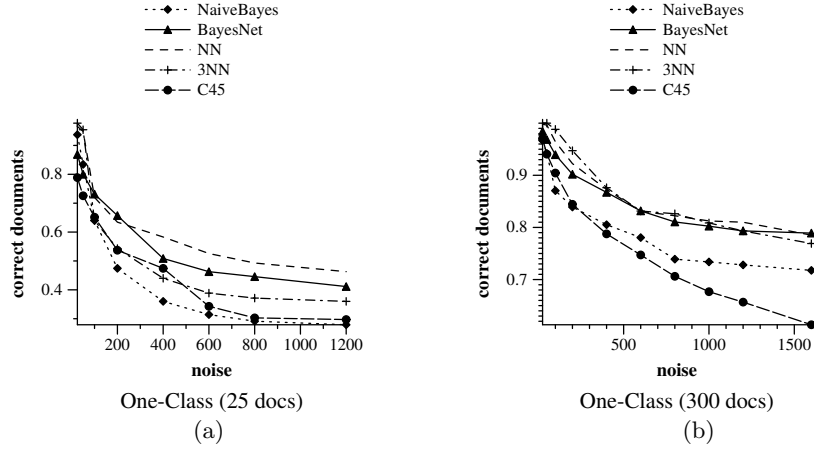 NaiveBayes
BayesNet
NN
3NN
C45
correct documents
0.8
0.6
0.4
200 400 600 800 1000 1200
noise
One-Class (25 docs)
(a)
NaiveBayes
BayesNet
NN
3NN
C45
correct documents
0.9
0.8
0.7
500 1000 1500
noise
One-Class (300 docs)
(b)